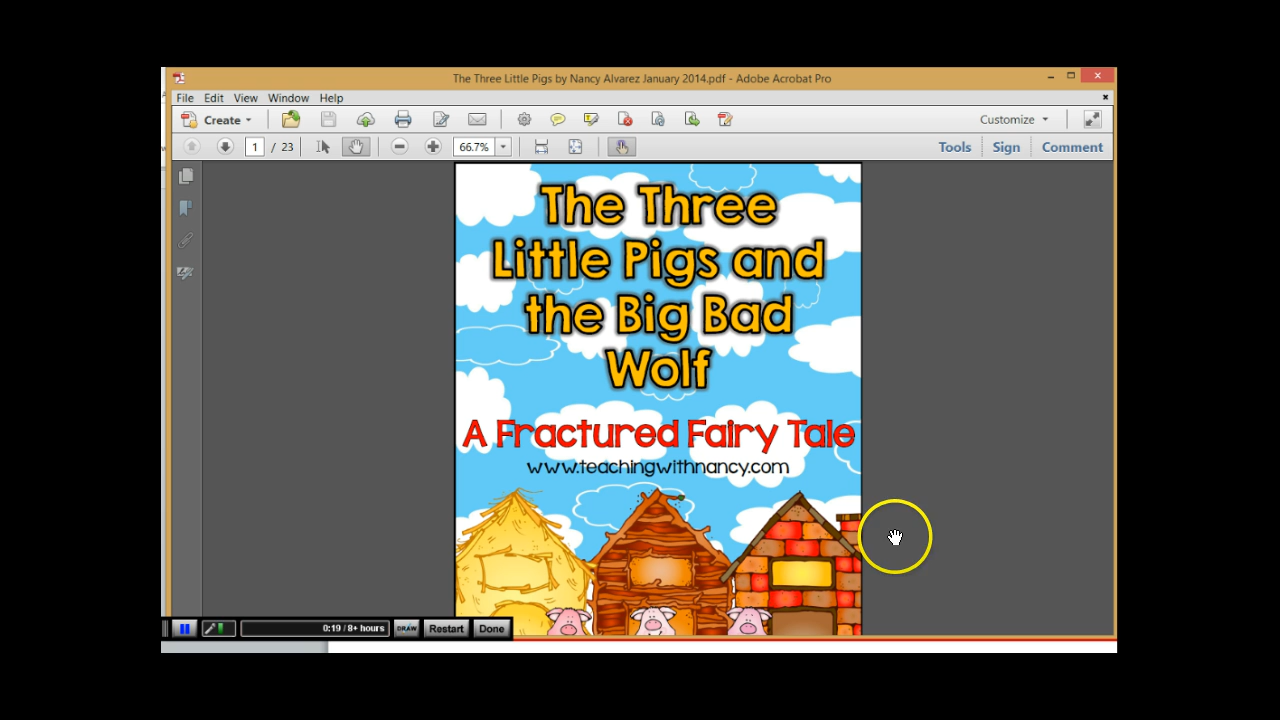 The Three Little Pigs by Nancy Alvarez January 2014.pdf - Adobe Acrobat Pro
File Edit View Window Help
Create Customize
1 / 23 66.7% Tools Sign Comment
The Three
Little Pigs and
the Big Bad
Wolf
A Fractured Fairy Tale
www.teachingwithnancy.com
0:19 / 8+ hours DRAW Restart Done